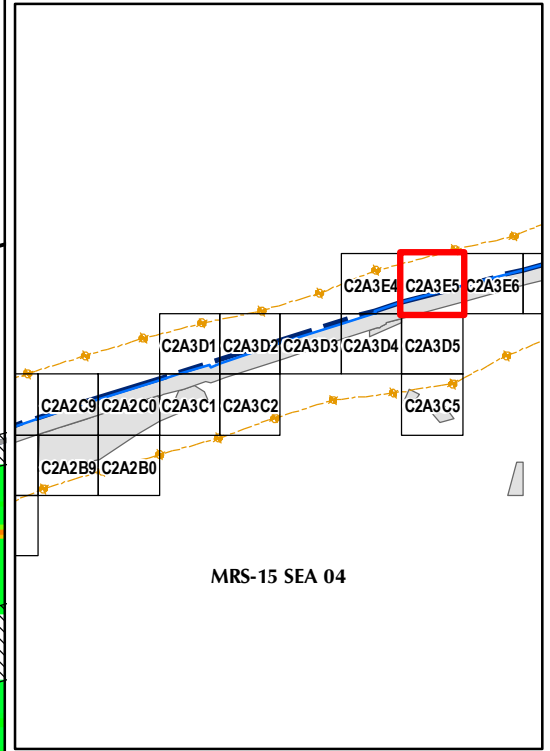 C2A3E4 C2A3E5 C2A3E6
C2A3D1 C2A3D2 C2A3D3 C2A3D4 C2A3D5
C2A2C9 C2A2C0 C2A3C1 C2A3C2 C2A3C5
C2A2B9 C2A2B0
MRS-15 SEA 04